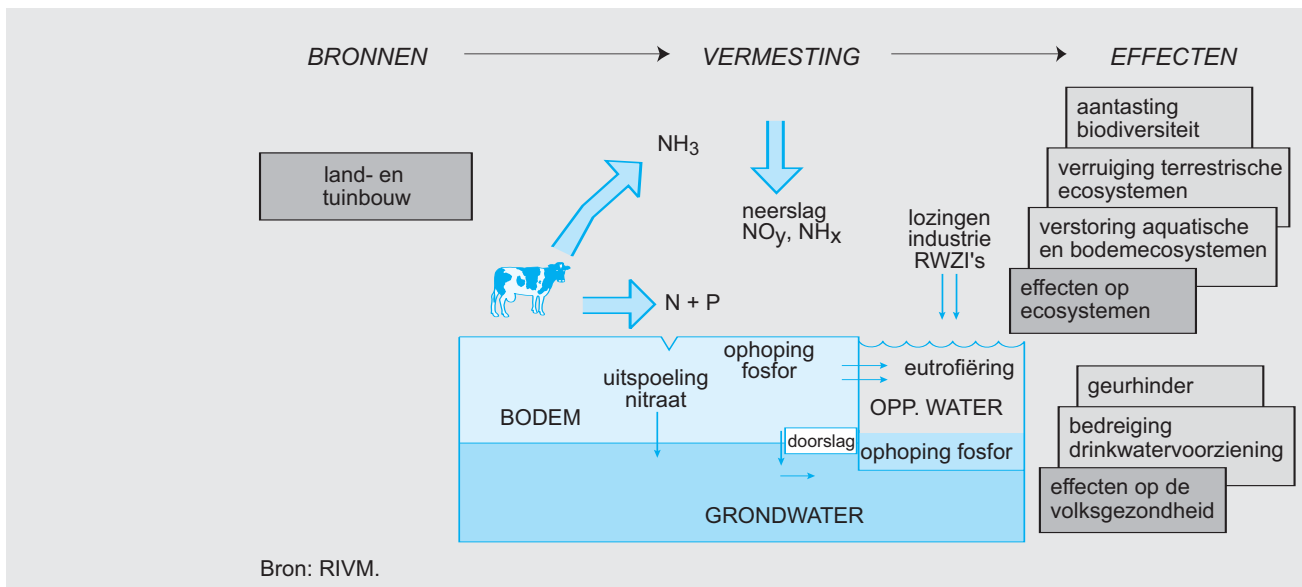 BRONNEN
VERMESTING
EFFECTEN
land- en
tuinbouw
NH3
neerslag
NOy, NHx
lozingen
industrie
RWZI's
N + P
aantasting
biodiversiteit
verruiging terrestrische
ecosystemen
verstoring aquatische
en bodemecosystemen
effecten op
ecosystemen
ophoping
fosfor
eutrofiëring
uitspoeling
nitraat
BODEM
OPP. WATER
doorslag
ophoping fosfor
GRONDWATER
geurhinder
bedreiging
drinkwatervoorziening
effecten op de
volksgezondheid
Bron: RIVM.